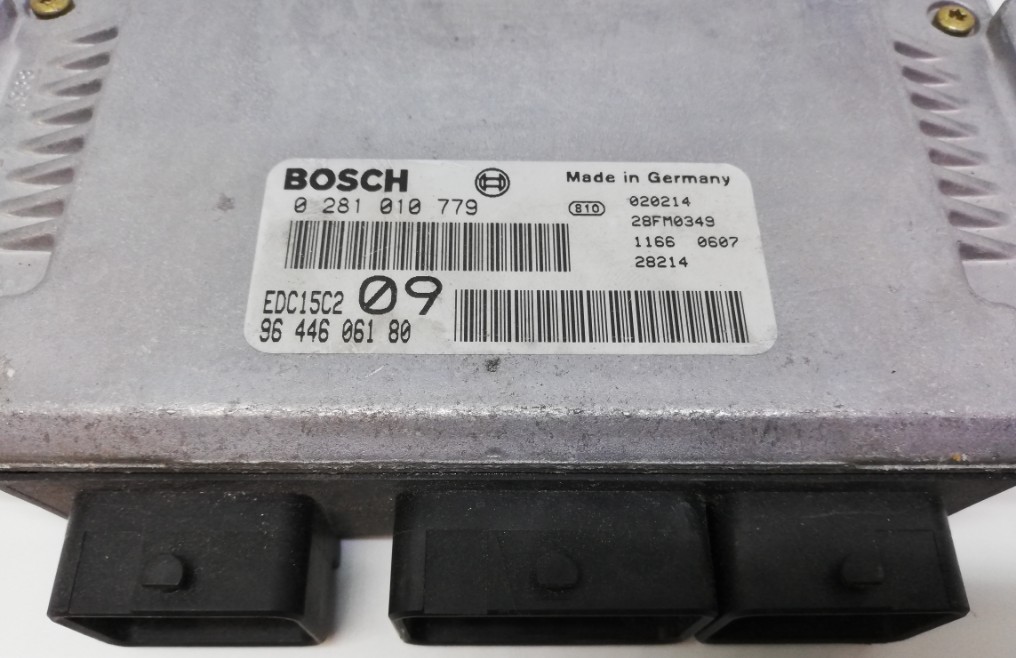 BOSCH
Made in Germany
0 281 010 779
810
020214
28FM0349
1166 0607
28214
EDC15C2 09
96 446 061 80